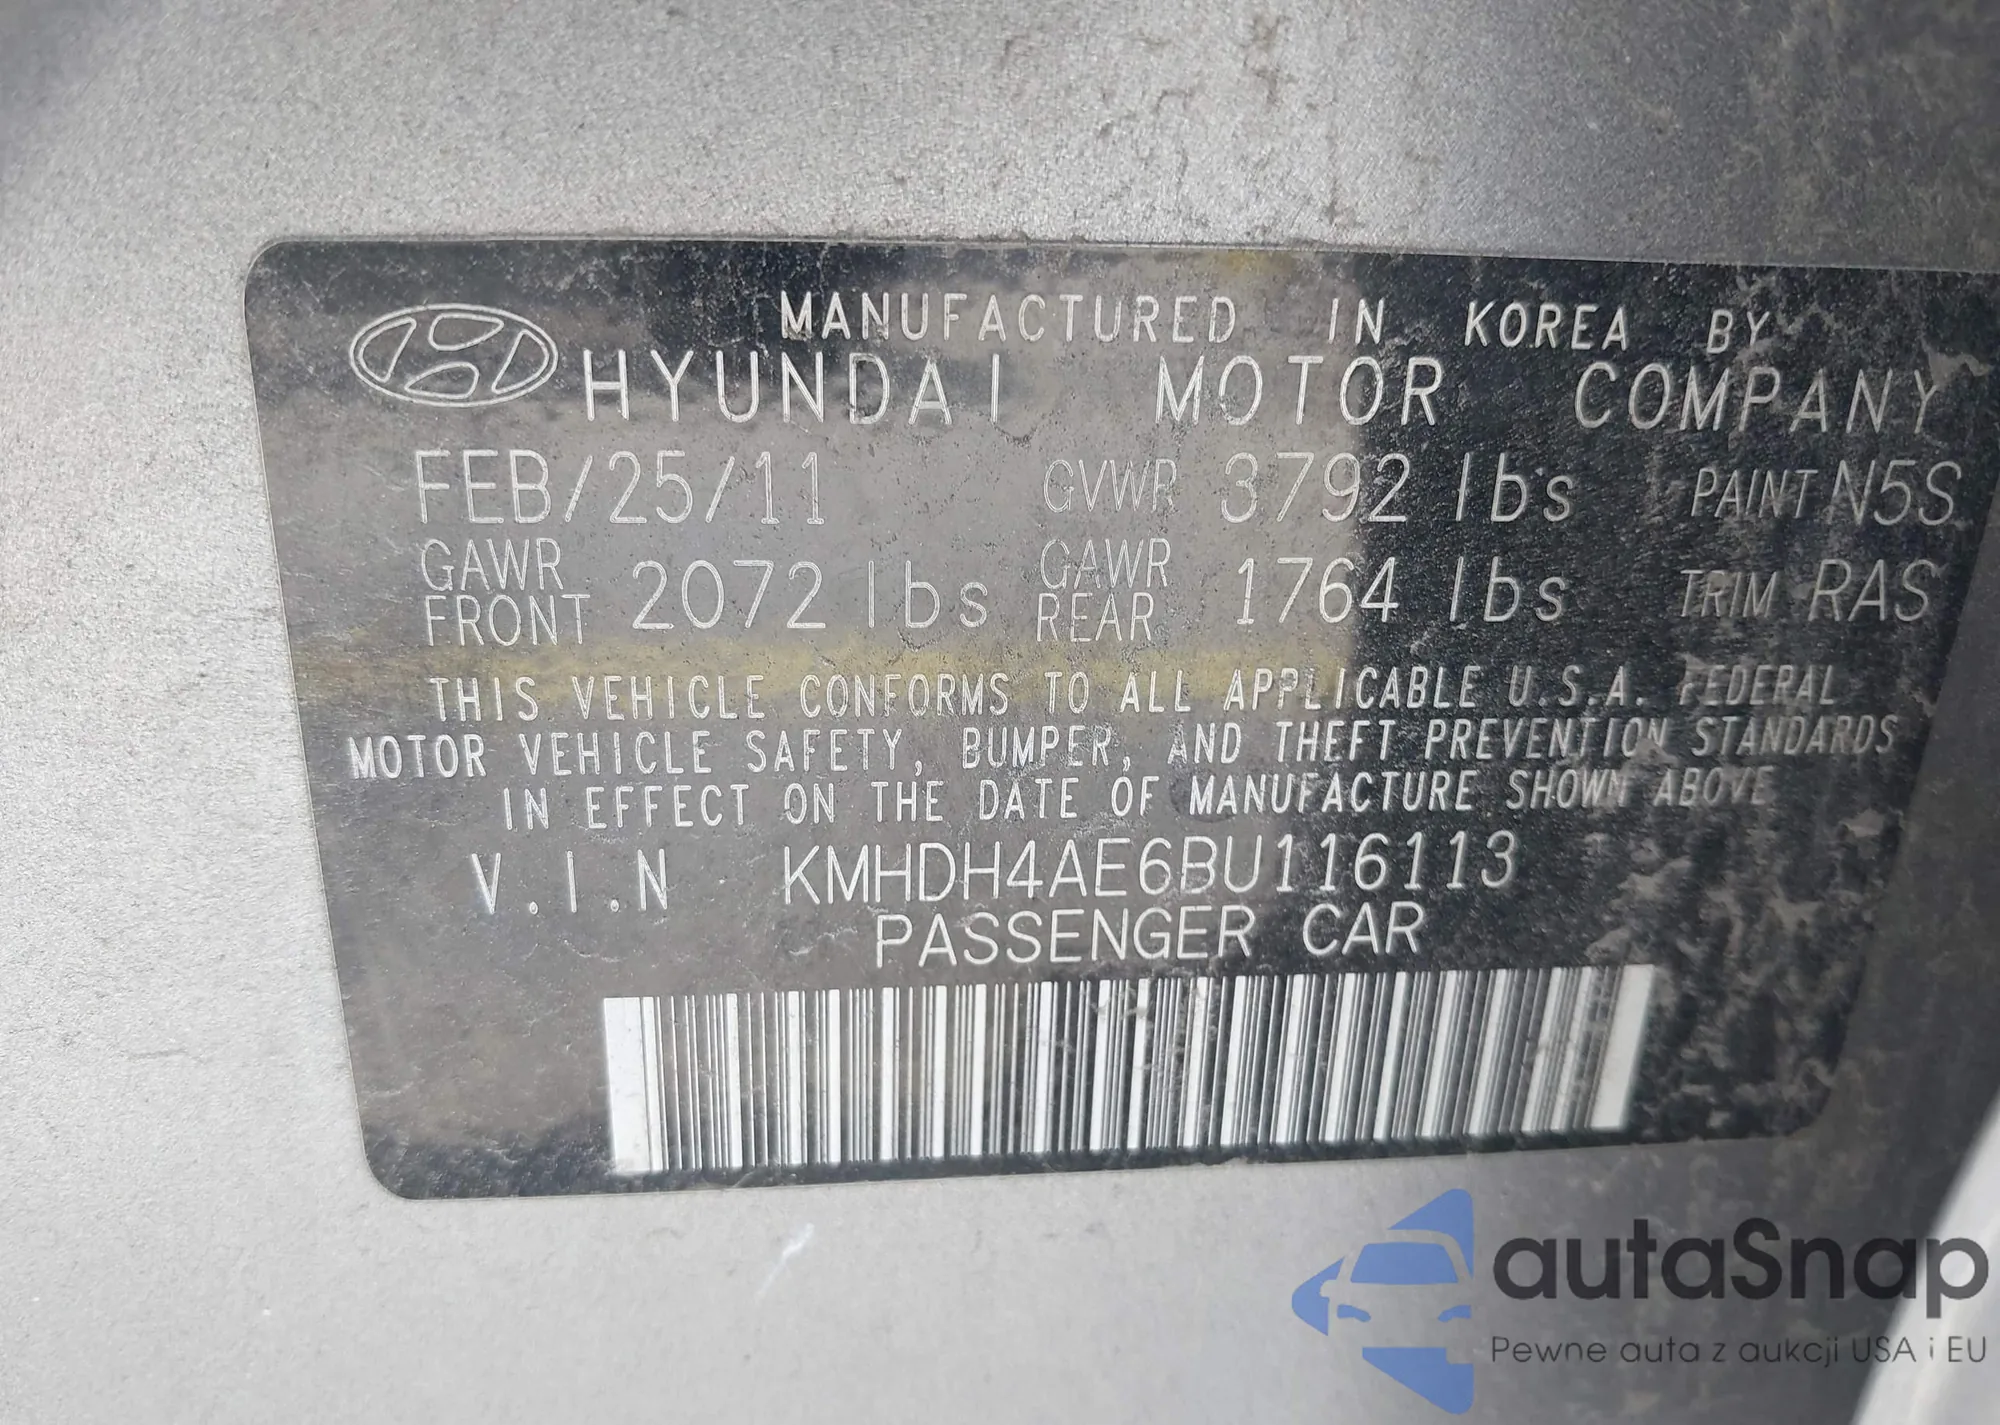 MANUFACTURED IN KOREA BY
HYUNDAI MOTOR COMPANY
FEB/25/11 GVWR 3792 lbs PAINT N5S
GAWR FRONT 2072 lbs GAWR REAR 1764 lbs TRIM RAS
THIS VEHICLE CONFORMS TO ALL APPLICABLE U.S.A. FEDERAL
MOTOR VEHICLE SAFETY, BUMPER, AND THEFT PREVENTION STANDARDS
IN EFFECT ON THE DATE OF MANUFACTURE SHOWN ABOVE
V.I.N KMHDH4AE6BU116113
PASSENGER CAR
autaSnap
Pewne auta z aukcji USA i EU